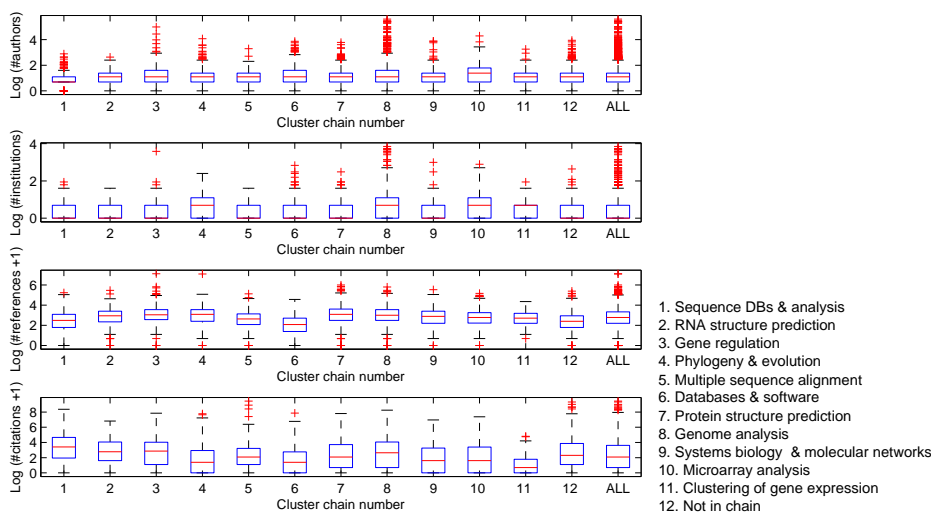 Log (#authors)
4
2
0
1 2 3 4 5 6 7 8 9 10 11 12 ALL
Cluster chain number
Log (#institutions)
4
2
0
1 2 3 4 5 6 7 8 9 10 11 12 ALL
Cluster chain number
Log (#references +1)
6
4
2
0
1 2 3 4 5 6 7 8 9 10 11 12 ALL
Cluster chain number
Log (#citations +1)
8
6
4
2
0
1 2 3 4 5 6 7 8 9 10 11 12 ALL
Cluster chain number
1. Sequence DBs & analysis
2. RNA structure prediction
3. Gene regulation
4. Phylogeny & evolution
5. Multiple sequence alignment
6. Databases & software
7. Protein structure prediction
8. Genome analysis
9. Systems biology & molecular networks
10. Microarray analysis
11. Clustering of gene expression
12. Not in chain